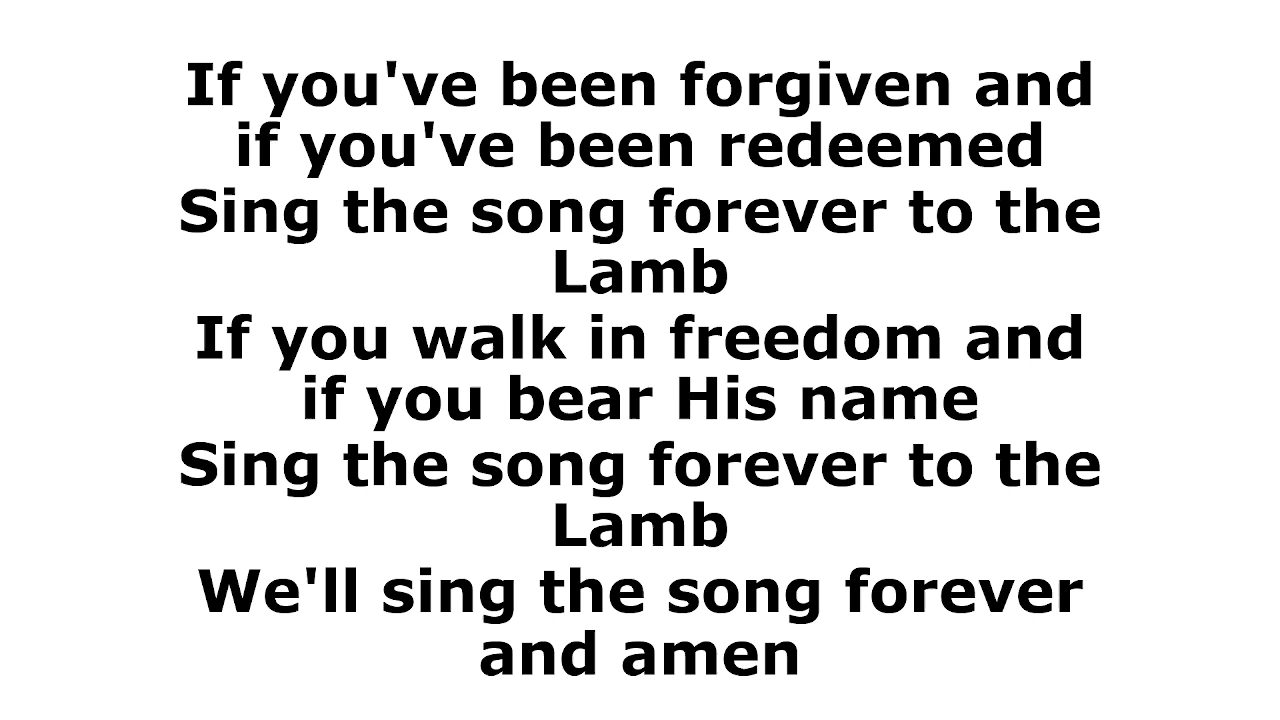 If you've been forgiven and
if you've been redeemed
Sing the song forever to the
Lamb
If you walk in freedom and
if you bear His name
Sing the song forever to the
Lamb
We'll sing the song forever
and amen